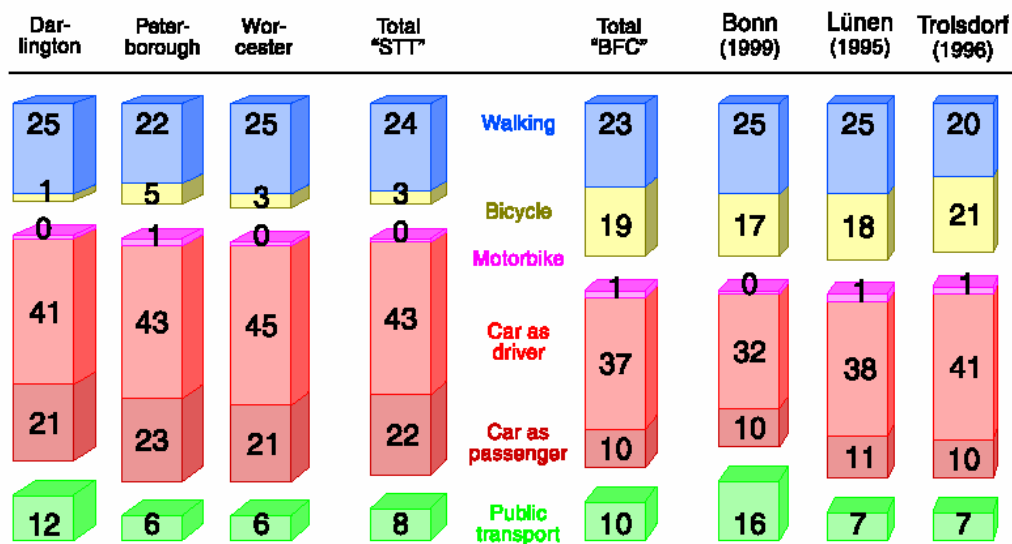 Dar-
lington
Peter-
borough
Wor-
cester
Total
“STT”
Total
“BFC”
Bonn
(1999)
Lünen
(1995)
Trolsdorf
(1996)
25 22 25 24 Walking 23 25 25 20
1 5 3 3 Bicycle 19 17 18 21
0 1 0 0 Motorbike 1 0 1 1
41 43 45 43 Car as
driver 37 32 38 41
21 23 21 22 Car as
passenger 10 10 11 10
12 6 6 8 Public
transport 10 16 7 7